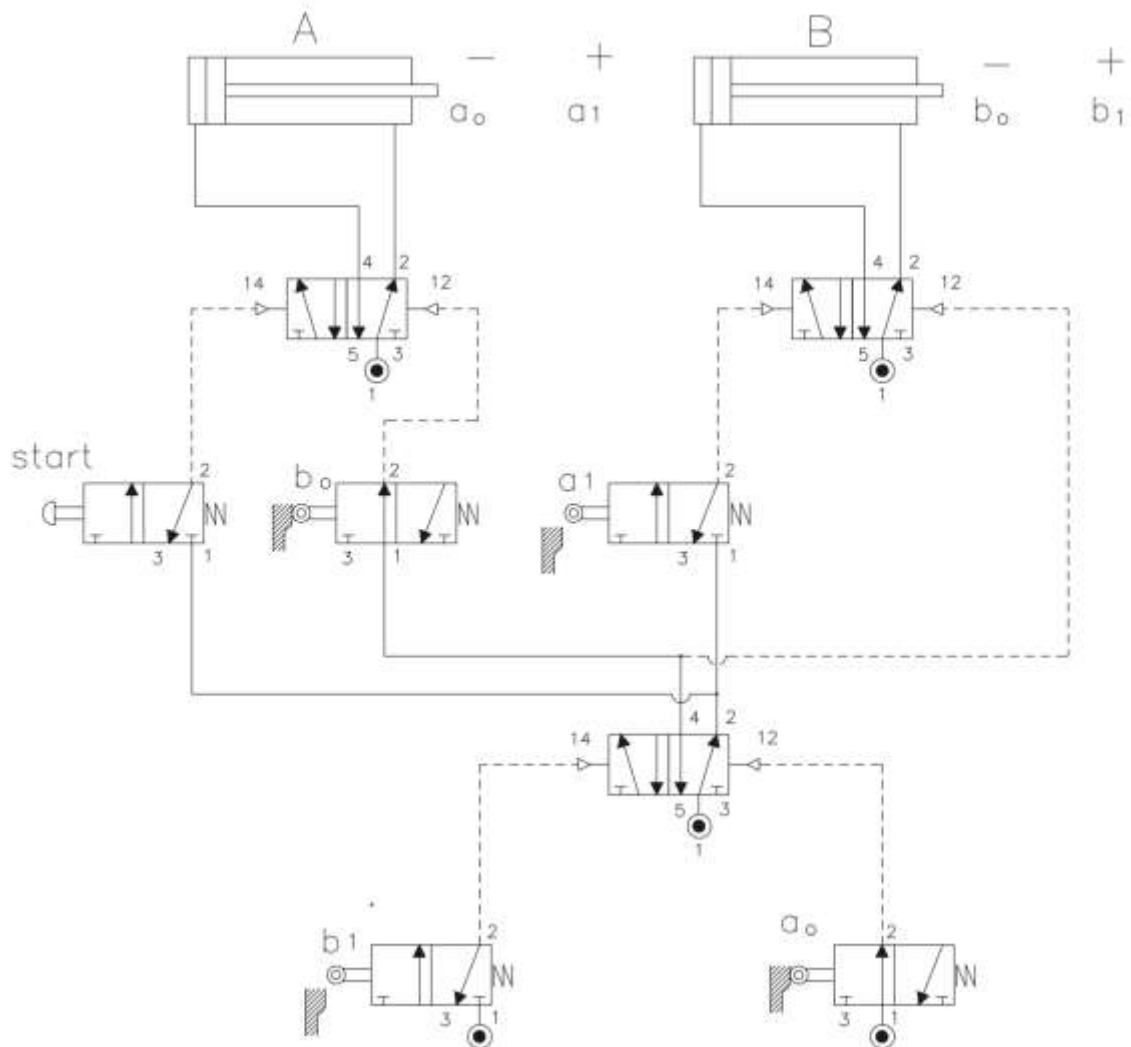 A B
− + − +
a₀ a1 b₀ b1
4 2 4 2
14 12 14 12
5 3 5 3
1 1
start
2 b₀ 2 a1 2
3 1 3 1 3 1
4 2
14 12
5 3
1
b1 2 a₀ 2
3 1 3 1